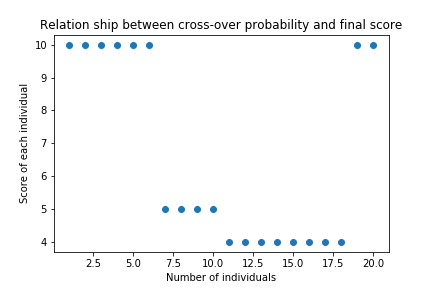 Relation ship between cross-over probability and final score
10
9
8
7
6
5
4
Score of each individual
2.5 5.0 7.5 10.0 12.5 15.0 17.5 20.0
Number of individuals